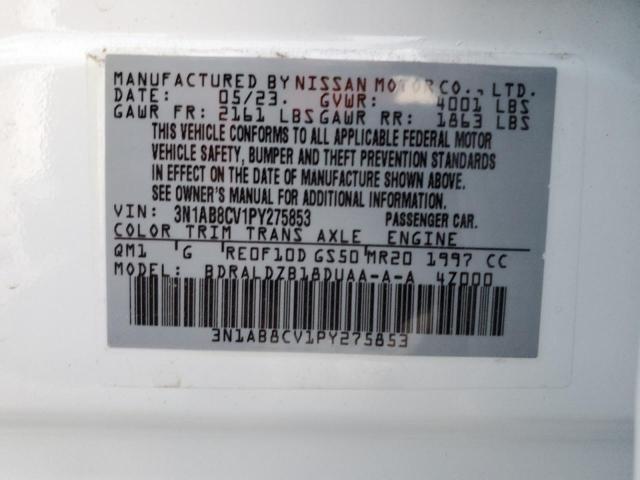 MANUFACTURED BY NISSAN MOTOR CO., LTD.
DATE: 05/23. GVWR: 4001 LBS
GAWR FR: 2161 LBS GAWR RR: 1863 LBS
THIS VEHICLE CONFORMS TO ALL APPLICABLE FEDERAL MOTOR
VEHICLE SAFETY, BUMPER AND THEFT PREVENTION STANDARDS
IN EFFECT ON THE DATE OF MANUFACTURE SHOWN ABOVE.
SEE OWNER'S MANUAL FOR ADDITIONAL INFORMATION.
VIN: 3N1AB8CV1PY275853 PASSENGER CAR.
COLOR TRIM TRANS AXLE ENGINE
QM1 G RE0F10D GS50 MR20 1997 CC
MODEL: BDRALDZB18DUAA-A-A 4Z000
3N1AB8CV1PY275853